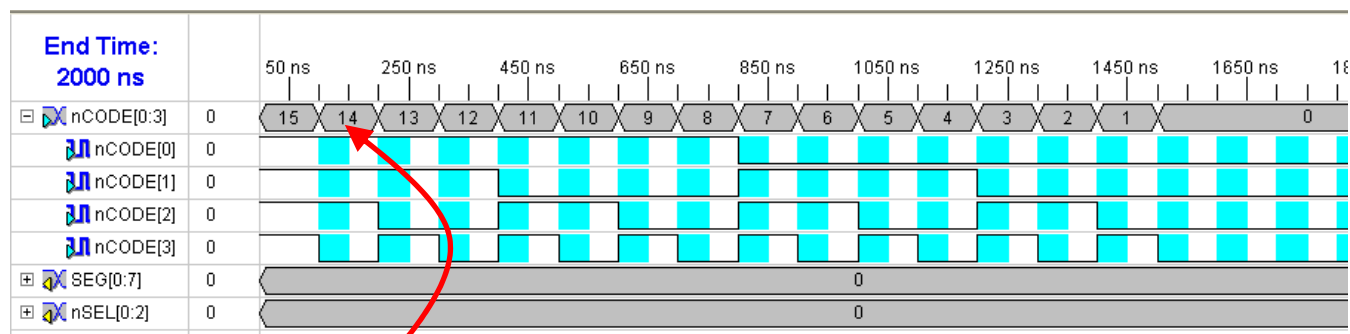 End Time:
2000 ns
50 ns 250 ns 450 ns 650 ns 850 ns 1050 ns 1250 ns 1450 ns 1650 ns 18
nCODE[0:3] 0 15 14 13 12 11 10 9 8 7 6 5 4 3 2 1 0
nCODE[0] 0
nCODE[1] 0
nCODE[2] 0
nCODE[3] 0
SEG[0:7] 0 0
nSEL[0:2] 0 0